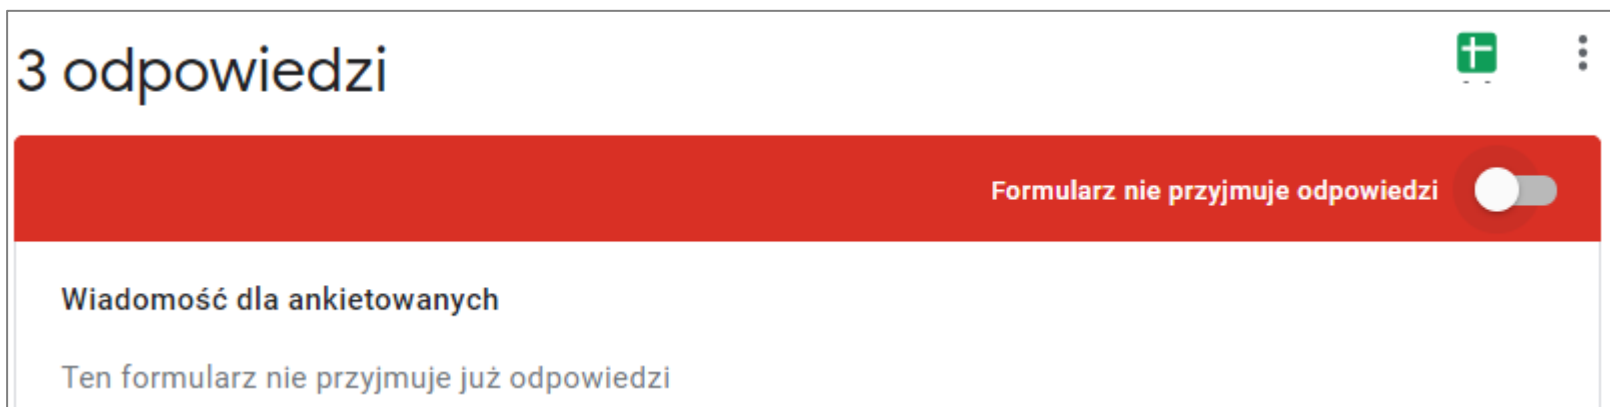 3 odpowiedzi
Formularz nie przyjmuje odpowiedzi
Wiadomość dla ankietowanych
Ten formularz nie przyjmuje już odpowiedzi